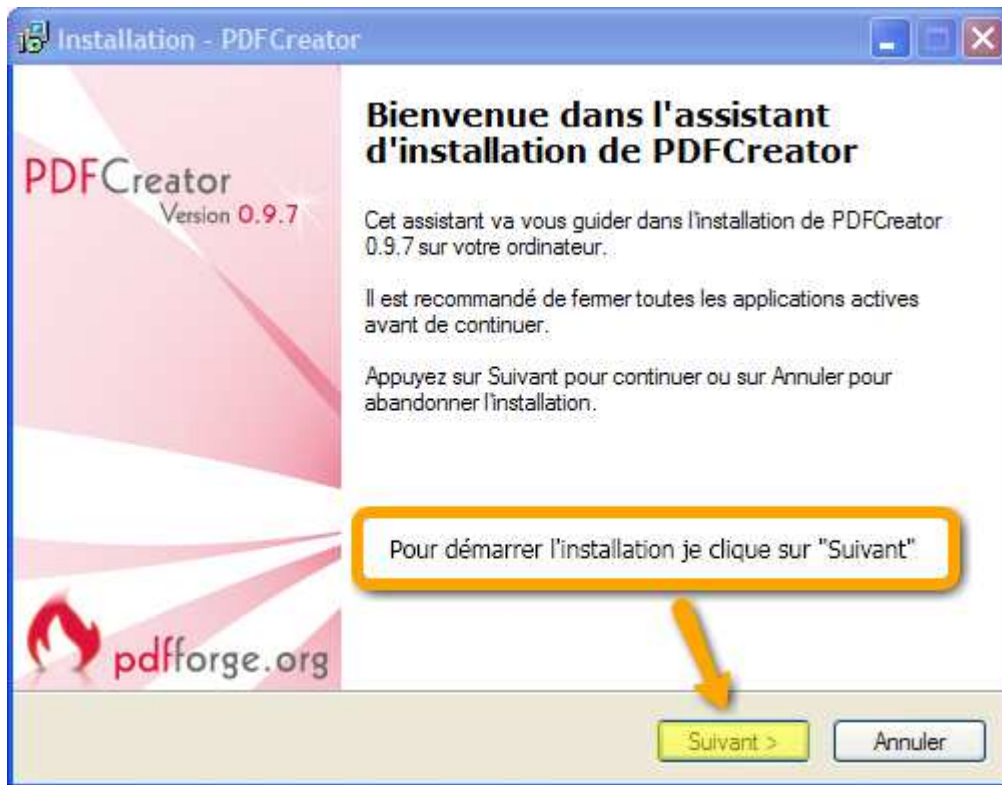 Installation - PDFCreator
PDFCreator
Version 0.9.7
Bienvenue dans l'assistant
d'installation de PDFCreator
Cet assistant va vous guider dans l'installation de PDFCreator
0.9.7 sur votre ordinateur.
Il est recommandé de fermer toutes les applications actives
avant de continuer.
Appuyez sur Suivant pour continuer ou sur Annuler pour
abandonner l'installation.
Pour démarrer l'installation je clique sur "Suivant"
pdfforge.org
Suivant >
Annuler